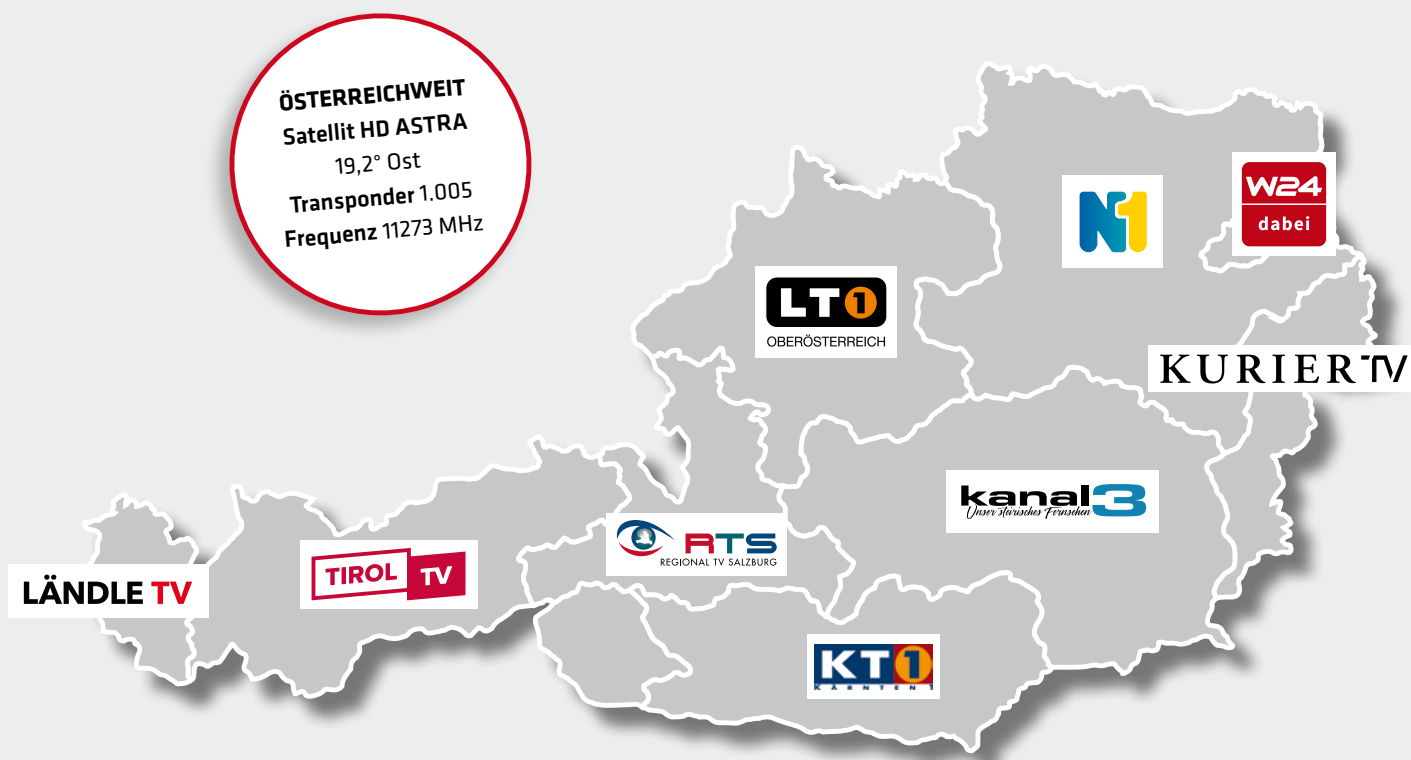 ÖSTERREICHWEIT
Satellit HD ASTRA
19,2° Ost
Transponder 1.005
Frequenz 11273 MHz
W24
dabei
N1
LT1
OBERÖSTERREICH
KURIER TV
kanal3
Unser steirisches Fernsehen
RTS
REGIONAL TV SALZBURG
TIROL TV
LÄNDLE TV
KT1
KÄRNTEN 1